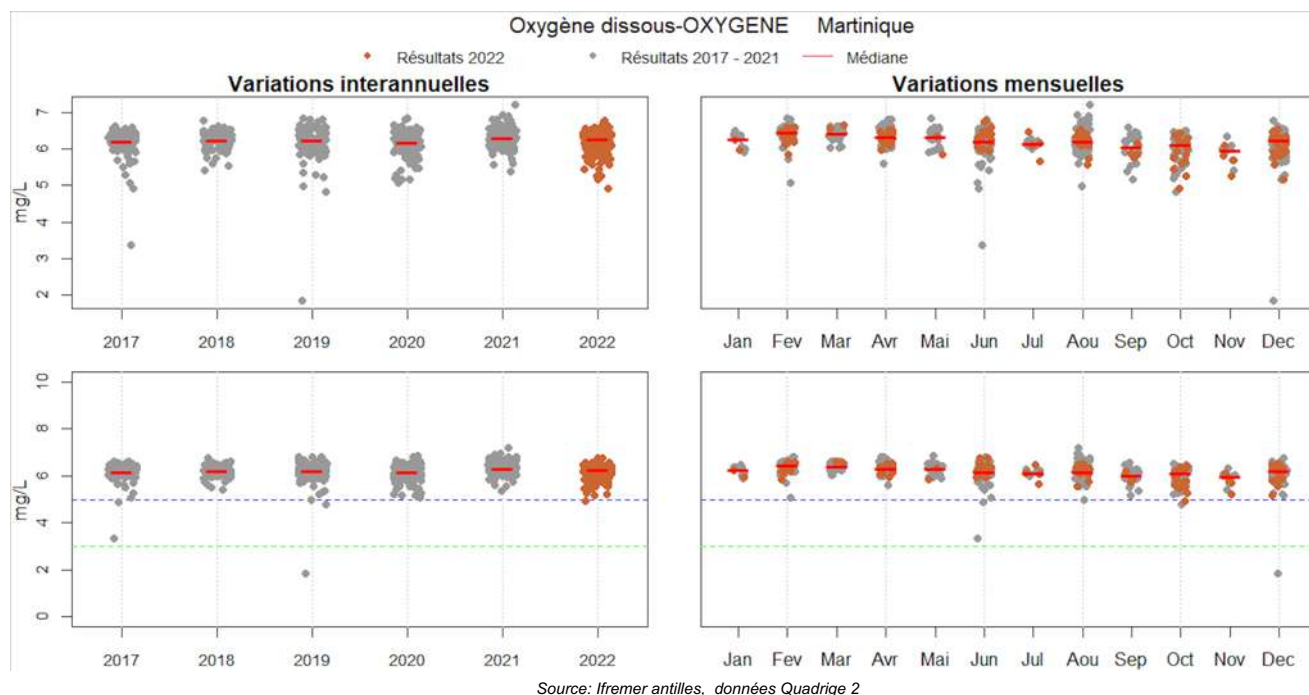 Oxygène dissous-OXYGENE Martinique
Résultats 2022 Résultats 2017 - 2021 Médiane
Variations interannuelles Variations mensuelles
7
6
5
4
3
2
mg/L
2017 2018 2019 2020 2021 2022 Jan Fev Mar Avr Mai Jun Jul Aou Sep Oct Nov Dec
10
8
6
4
2
0
mg/L
2017 2018 2019 2020 2021 2022 Jan Fev Mar Avr Mai Jun Jul Aou Sep Oct Nov Dec
Source: Ifremer antilles, données Quadrige 2